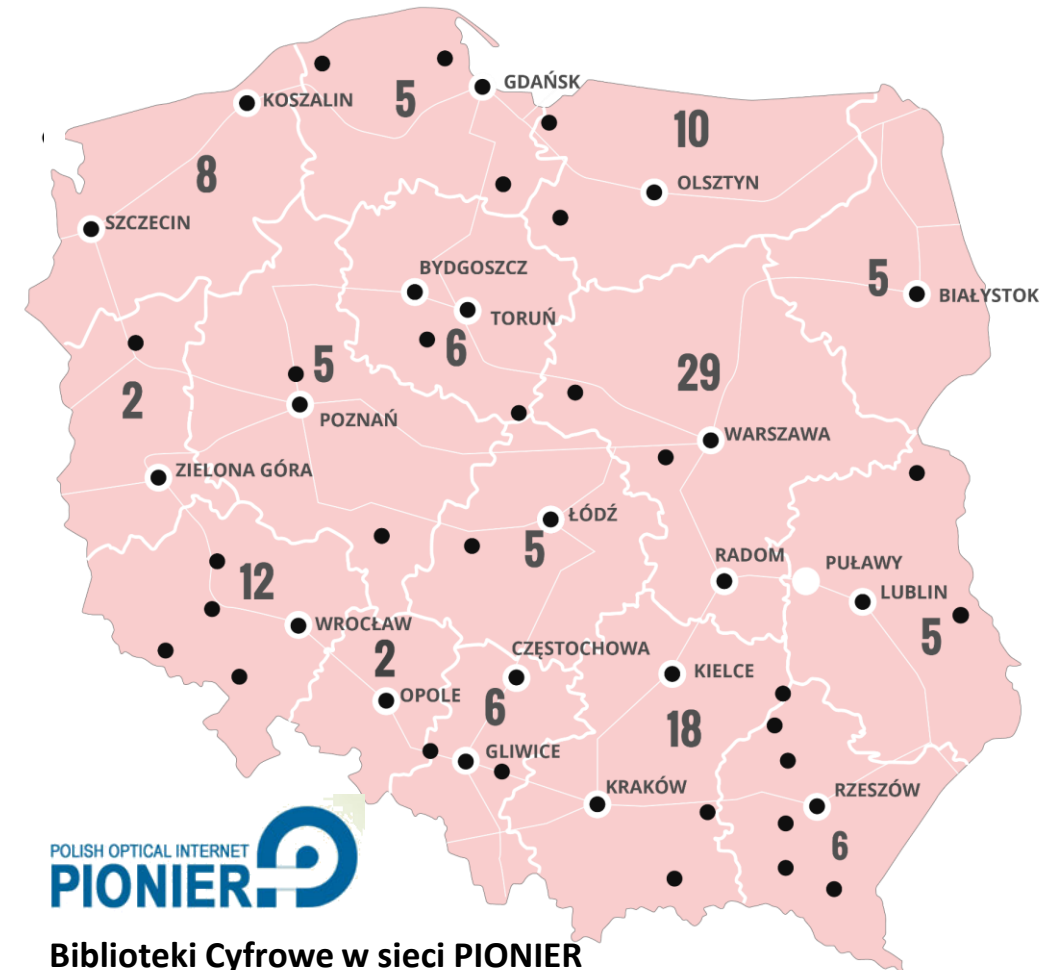 GDAŃSK
KOSZALIN
5
10
8
OLSZTYN
SZCZECIN
BYDGOSZCZ
5
BIAŁYSTOK
TORUŃ
6
5
29
2
POZNAŃ
WARSZAWA
ZIELONA GÓRA
ŁÓDŹ
5
RADOM
PUŁAWY
12
LUBLIN
WROCŁAW
5
2
CZĘSTOCHOWA
KIELCE
OPOLE
6
18
GLIWICE
KRAKÓW
RZESZÓW
6
POLISH OPTICAL INTERNET
PIONIER
Biblioteki Cyfrowe w sieci PIONIER